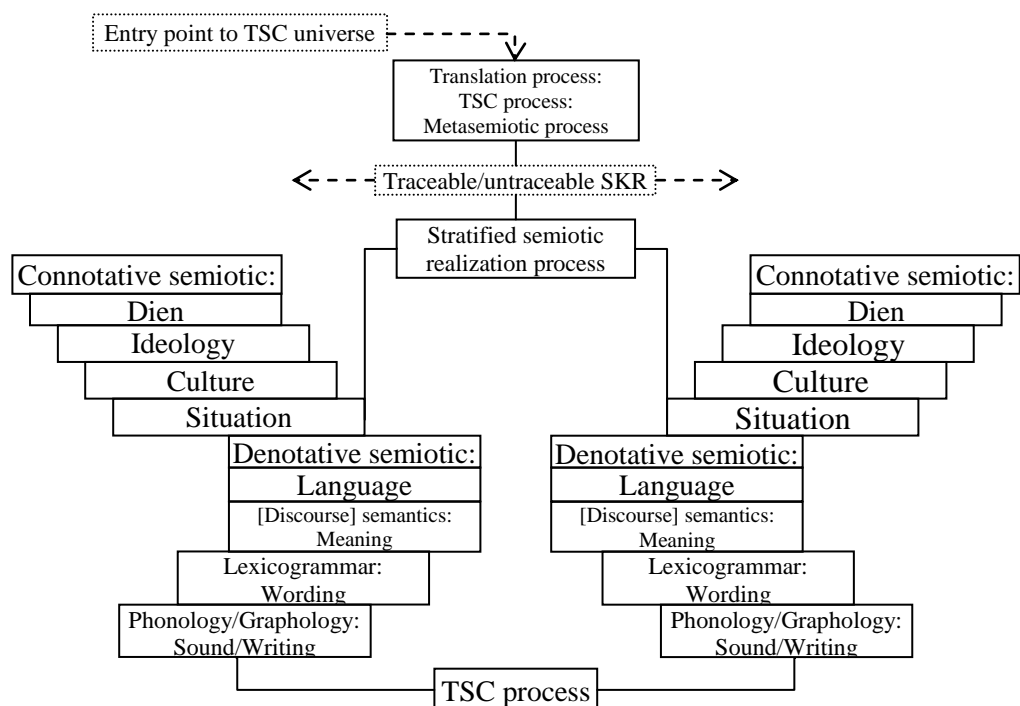 Entry point to TSC universe
Translation process:
TSC process:
Metasemiotic process
Traceable/untraceable SKR
Stratified semiotic
realization process
Connotative semiotic:
Dien
Ideology
Culture
Situation
Denotative semiotic:
Language
[Discourse] semantics:
Meaning
Lexicogrammar:
Wording
Phonology/Graphology:
Sound/Writing
Connotative semiotic:
Dien
Ideology
Culture
Situation
Denotative semiotic:
Language
[Discourse] semantics:
Meaning
Lexicogrammar:
Wording
Phonology/Graphology:
Sound/Writing
TSC process